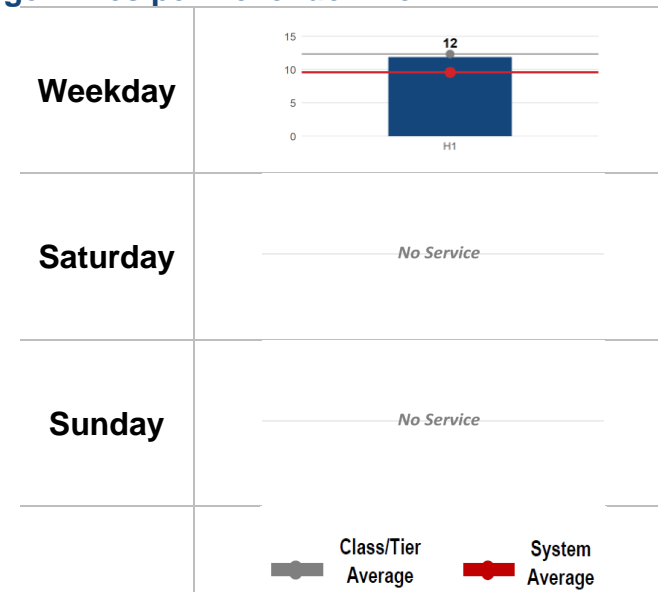 Weekday
15
12
10
5
0
H1
Saturday
No Service
Sunday
No Service
Class/Tier
Average
System
Average